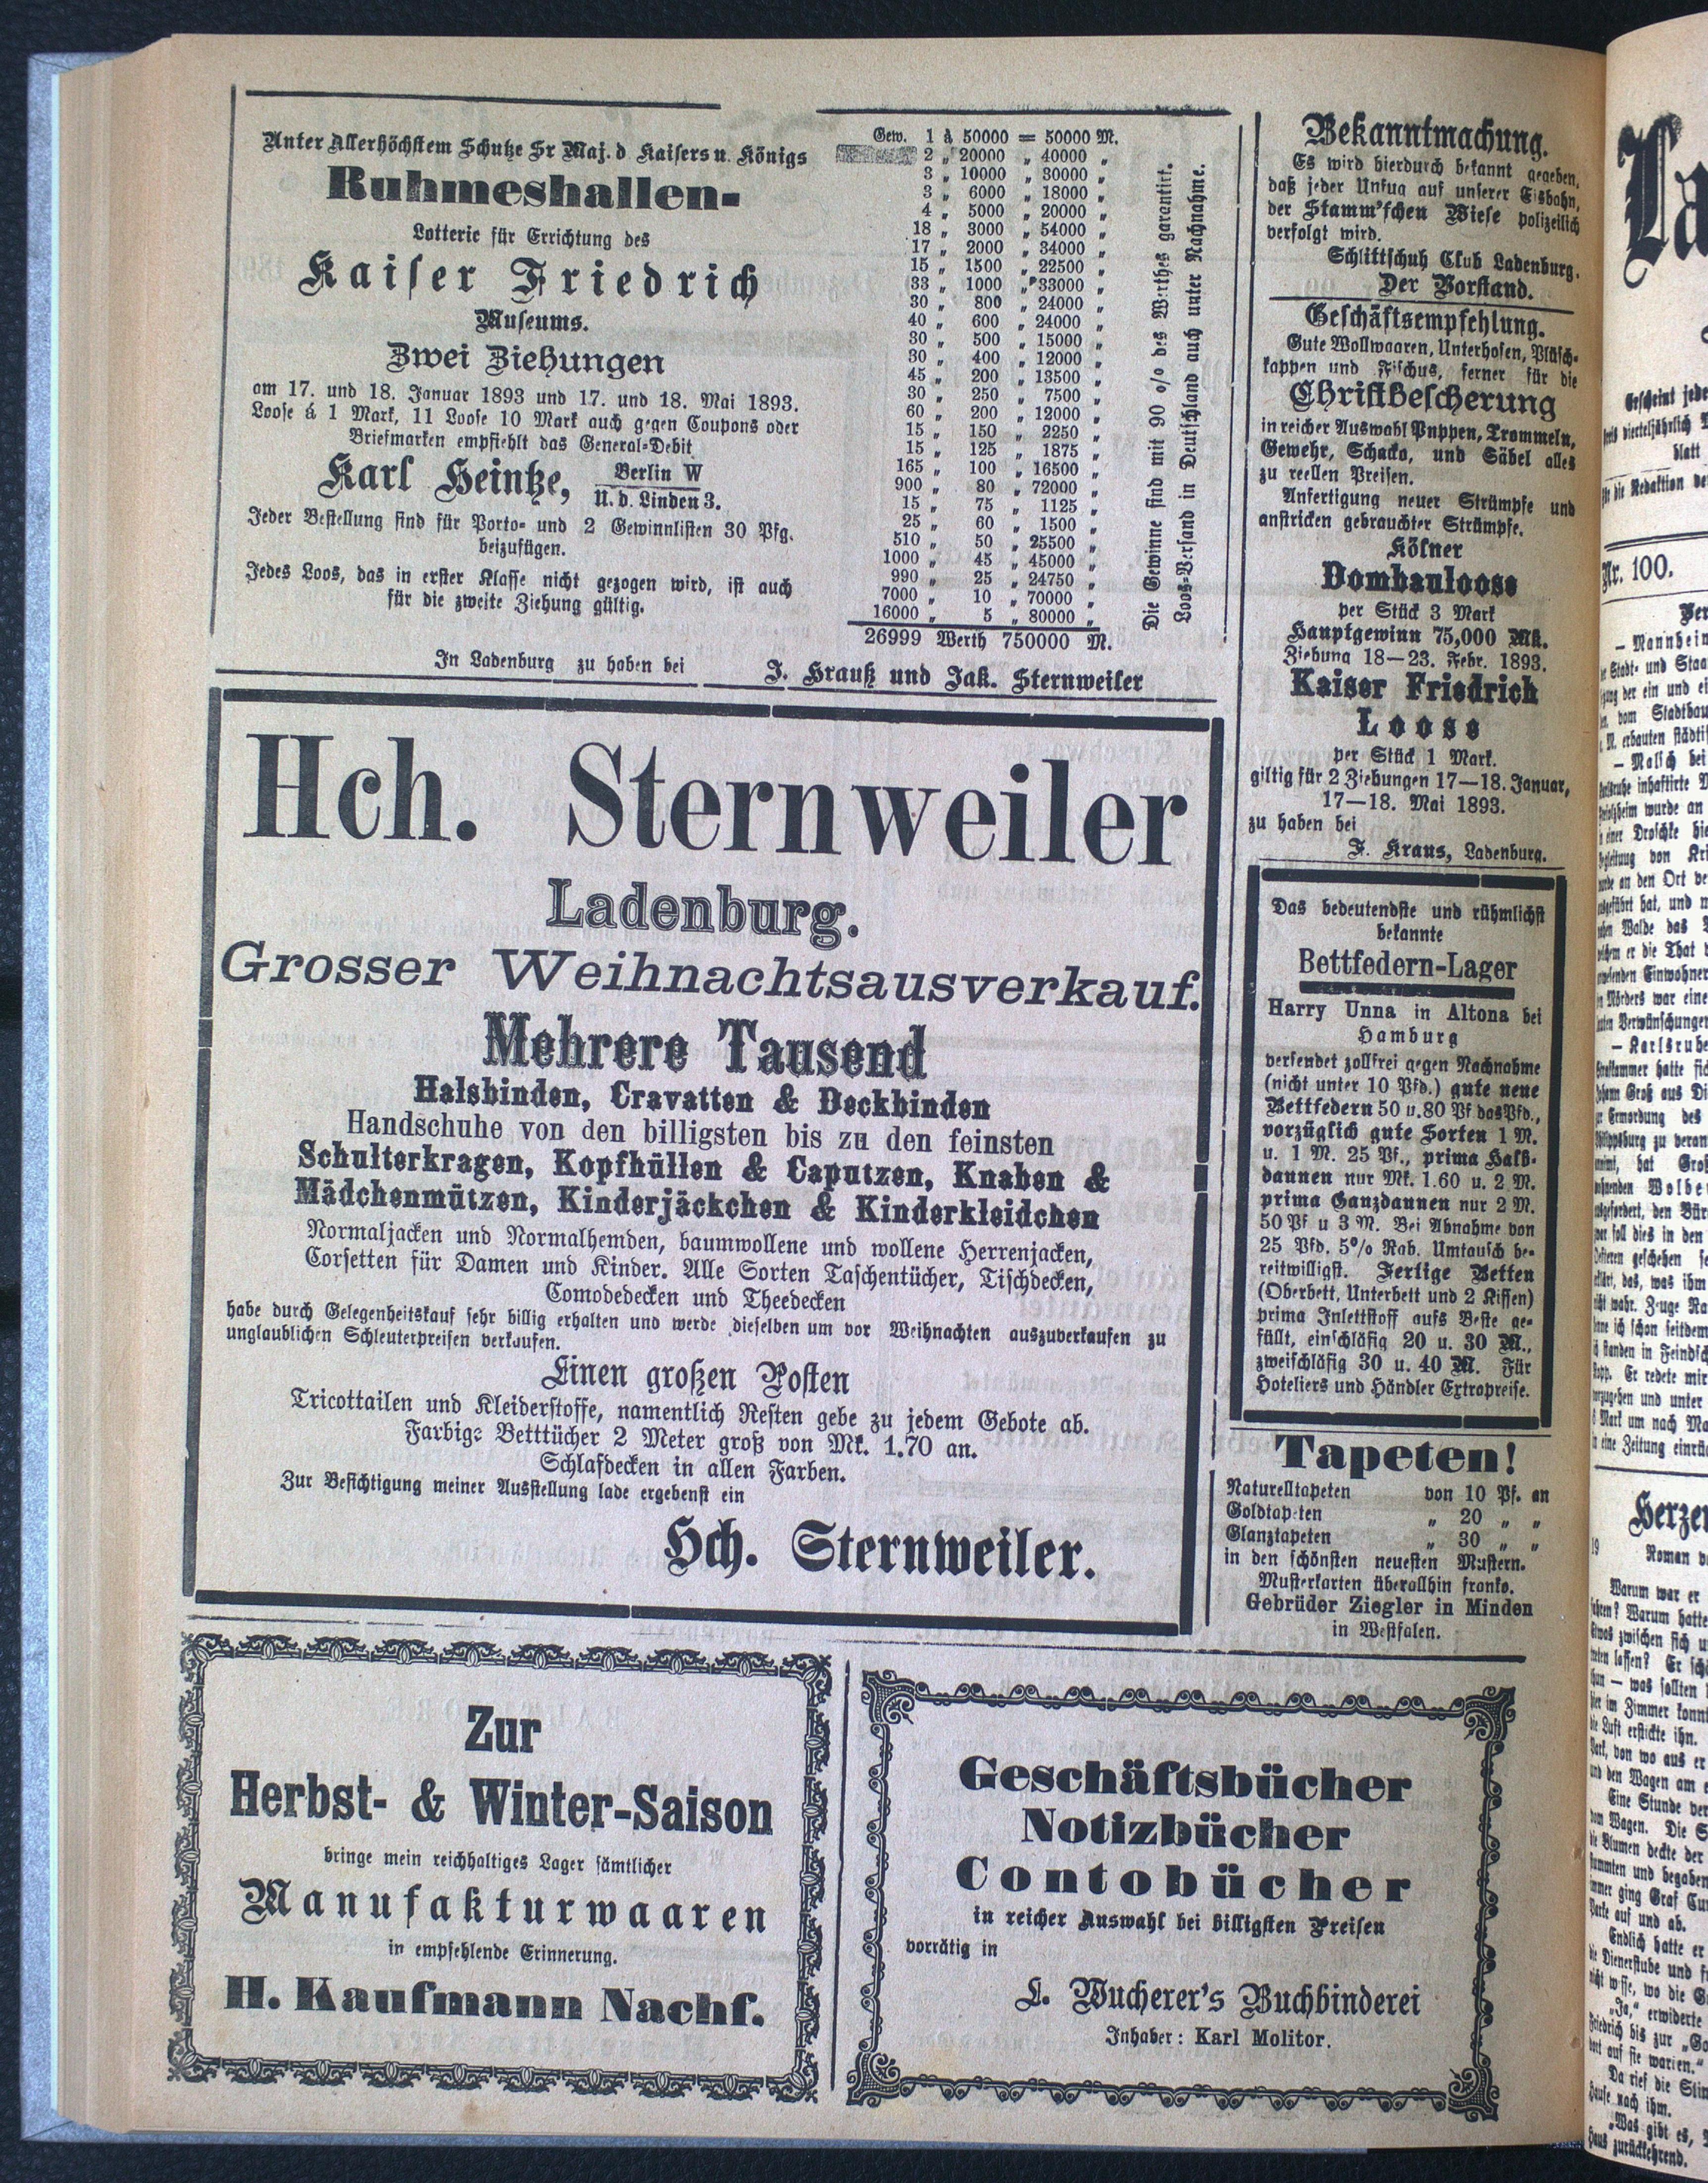 Unter Allerhöchstem Schutze Sr Maj. d Kaisers u. Königs
Ruhmeshallen-
Lotterie für Errichtung des
Kaiser Friedrich
Museums.
Zwei Ziehungen
am 17. und 18. Januar 1893 und 17. und 18. Mai 1893.
Loose á 1 Mark, 11 Loose 10 Mark auch gegen Coupons oder
Briefmarken empfiehlt das General-Debit
Karl Heintze,
Berlin W
U. d. Linden 3.
Jeder Bestellung sind für Porto- und 2 Gewinnlisten 30 Pfg.
beizufügen.
Jedes Loos, das in erster Klasse nicht gezogen wird, ist auch
für die zweite Ziehung gültig.
Gew. 1 à 50000 = 50000 M.
2 „ 20000 „ 40000 „
3 „ 10000 „ 30000 „
3 „ 6000 „ 18000 „
4 „ 5000 „ 20000 „
18 „ 3000 „ 54000 „
17 „ 2000 „ 34000 „
15 „ 1500 „ 22500 „
33 „ 1000 „ 33000 „
30 „ 800 „ 24000 „
40 „ 600 „ 24000 „
30 „ 500 „ 15000 „
30 „ 400 „ 12000 „
45 „ 200 „ 13500 „
30 „ 250 „ 7500 „
60 „ 200 „ 12000 „
15 „ 150 „ 2250 „
15 „ 125 „ 1875 „
165 „ 100 „ 16500 „
900 „ 80 „ 72000 „
15 „ 75 „ 1125 „
25 „ 60 „ 1500 „
510 „ 50 „ 25500 „
1000 „ 45 „ 45000 „
990 „ 25 „ 24750 „
7000 „ 10 „ 70000 „
16000 „ 5 „ 80000 „
26999 Werth 750000 M.
Die Gewinne sind mit 90 o/o des Werthes garantirt.
Loos-Versand in Deutschland auch unter Nachnahme.
In Ladenburg zu haben bei J. Krauß und Jak. Sternweiler
Hch. Sternweiler
Ladenburg.
Grosser Weihnachtsausverkauf.
Mehrere Tausend
Halsbinden, Cravatten & Deckbinden
Handschuhe von den billigsten bis zu den feinsten
Schulterkragen, Kopfhüllen & Caputzen, Knaben &
Mädchenmützen, Kinderjäckchen & Kinderkleidchen
Normaljacken und Normalhemden, baumwollene und wollene Herrenjacken,
Corsetten für Damen und Kinder. Alle Sorten Taschentücher, Tischdecken,
Comodedecken und Theedecken
habe durch Gelegenheitskauf sehr billig erhalten und werde dieselben um vor Weihnachten auszuverkaufen zu
unglaublichen Schleuterpreisen verkaufen.
Einen großen Posten
Tricottailen und Kleiderstoffe, namentlich Resten gebe zu jedem Gebote ab.
Farbige Betttücher 2 Meter groß von Mk. 1.70 an.
Schlafdecken in allen Farben.
Zur Besichtigung meiner Ausstellung lade ergebenst ein
Hch. Sternweiler.
Zur
Herbst- & Winter-Saison
bringe mein reichhaltiges Lager sämtlicher
Manufakturwaaren
in empfehlende Erinnerung.
H. Kaufmann Nachf.
Bekanntmachung.
Es wird hierdurch bekannt gegeben,
daß jeder Unfug auf unserer Eisbahn,
der Stamm'schen Wiese polizeilich
verfolgt wird.
Schlittschuh Club Ladenburg.
Der Vorstand.
Geschäftsempfehlung.
Gute Wollwaaren, Unterhosen, Plüsch-
kappen und Fischus, ferner für die
Christbescherung
in reicher Auswahl Puppen, Trommeln,
Gewehr, Schacko, und Säbel alles
zu reellen Preisen.
Anfertigung neuer Strümpfe und
anstricken gebrauchter Strümpfe.
Kölner
Dombauloose
per Stück 3 Mark
Hauptgewinn 75,000 Mk.
Ziehung 18—23. Febr. 1893.
Kaiser Friedrich
Loose
per Stück 1 Mark.
giltig für 2 Ziehungen 17—18. Januar,
17—18. Mai 1893.
zu haben bei
F. Kraus, Ladenburg.
Das bedeutendste und rühmlichst
bekannte
Bettfedern-Lager
Harry Unna in Altona bei
Hamburg
versendet zollfrei gegen Nachnahme
(nicht unter 10 Pfd.) gute neue
Bettfedern 50 u. 80 Pf das Pfd.,
vorzüglich gute Sorten 1 M.
u. 1 M. 25 Pf., prima Halb-
dannen nur Mk. 1.60 u. 2 M.
prima Ganzdannen nur 2 M.
50 Pf u 3 M. Bei Abnahme von
25 Pfd. 5% Rab. Umtausch be-
reitwilligst. Fertige Betten
(Oberbett, Unterbett und 2 Kissen)
prima Inlettstoff aufs Beste ge-
füllt, einschläfig 20 u. 30 M.,
zweischläfig 30 u. 40 M. Für
Hoteliers und Händler Extrapreise.
Tapeten!
Naturelltapeten von 10 Pf. an
Goldtapeten „ 20 „ „
Glanztapeten „ 30 „ „
in den schönsten neuesten Mustern.
Musterkarten überallhin franko.
Gebrüder Ziegler in Minden
in Westfalen.
Geschäftsbücher
Notizbücher
Contobücher
in reicher Auswahl bei billigsten Preisen
vorrätig in
L. Wucherer's Buchbinderei
Inhaber: Karl Molitor.
La
Erscheint jede
Nr. 100.
— Mannheim
Roman